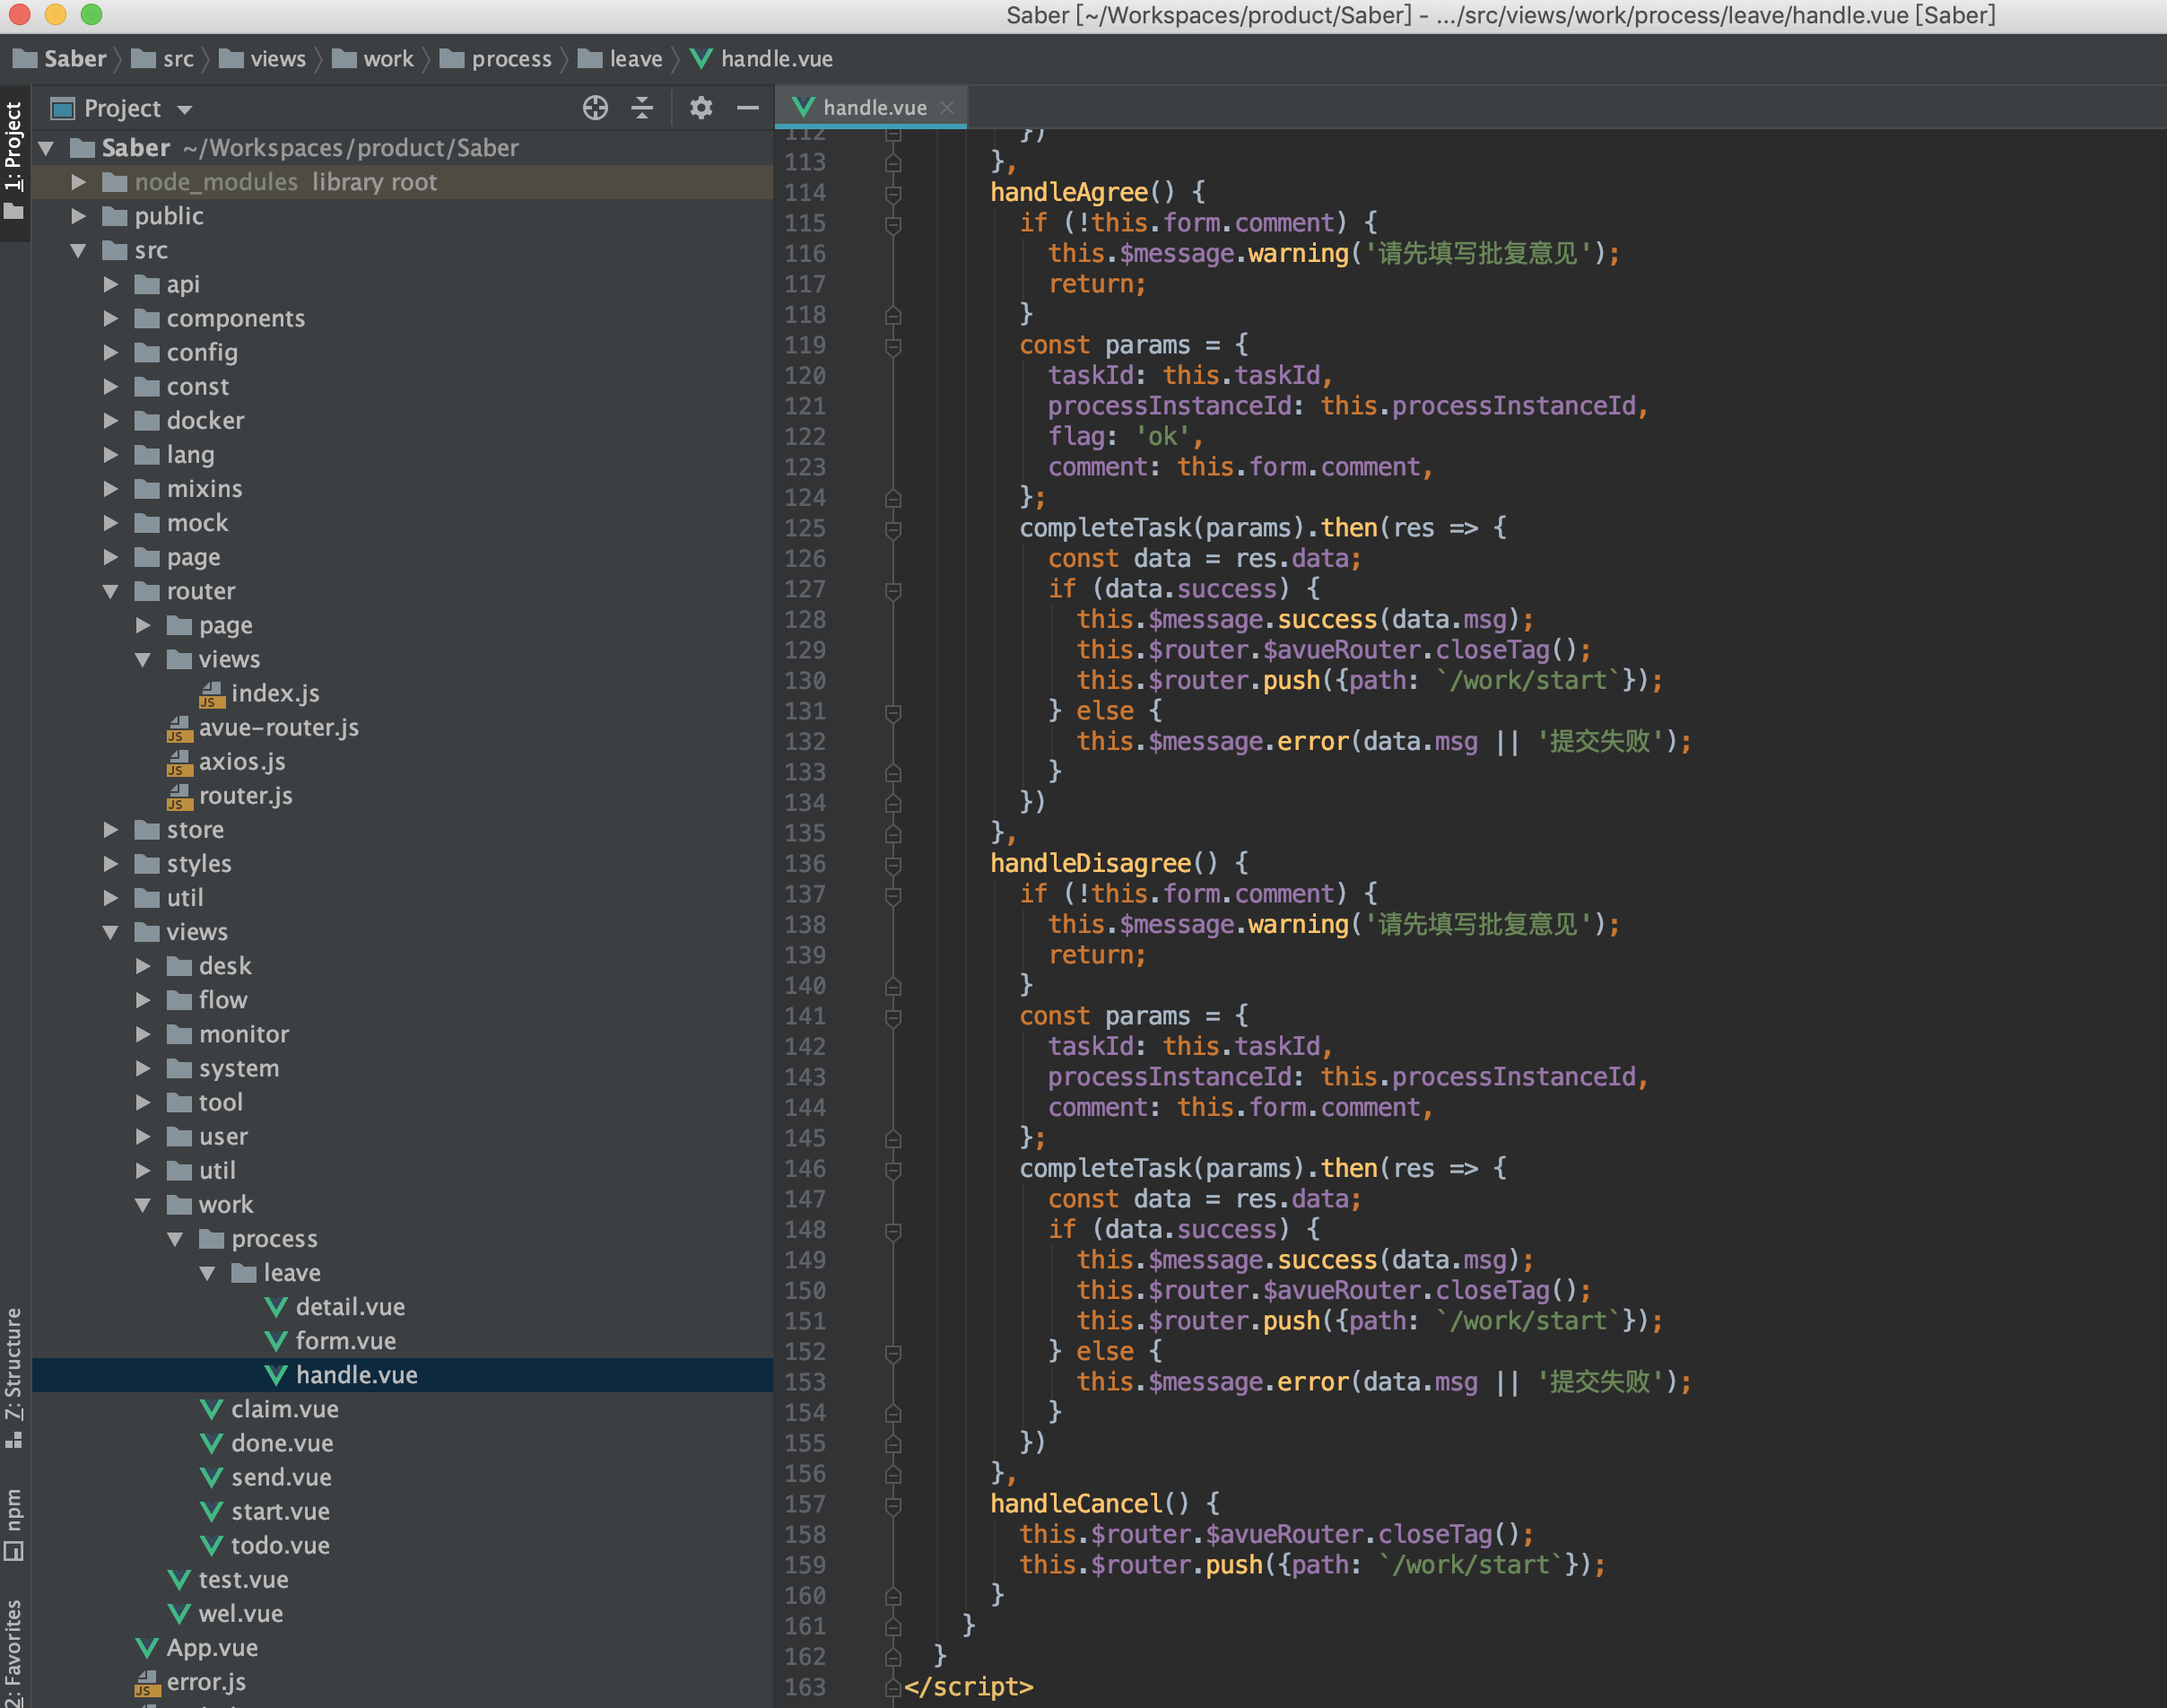 Saber [~/Workspaces/product/Saber] - .../src/views/work/process/leave/handle.vue [Saber]
Saber src views work process leave handle.vue
1: Project
Z: Structure
npm
2: Favorites
Project
Saber ~/Workspaces/product/Saber
node_modules library root
public
src
api
components
config
const
docker
lang
mixins
mock
page
router
page
views
index.js
avue-router.js
axios.js
router.js
store
styles
util
views
desk
flow
monitor
system
tool
user
util
work
process
leave
detail.vue
form.vue
handle.vue
claim.vue
done.vue
send.vue
start.vue
todo.vue
test.vue
wel.vue
App.vue
error.js
handle.vue
112 })
113 },
114 handleAgree() {
115 if (!this.form.comment) {
116 this.$message.warning('请先填写批复意见');
117 return;
118 }
119 const params = {
120 taskId: this.taskId,
121 processInstanceId: this.processInstanceId,
122 flag: 'ok',
123 comment: this.form.comment,
124 };
125 completeTask(params).then(res => {
126 const data = res.data;
127 if (data.success) {
128 this.$message.success(data.msg);
129 this.$router.$avueRouter.closeTag();
130 this.$router.push({path: `/work/start`});
131 } else {
132 this.$message.error(data.msg || '提交失败');
133 }
134 })
135 },
136 handleDisagree() {
137 if (!this.form.comment) {
138 this.$message.warning('请先填写批复意见');
139 return;
140 }
141 const params = {
142 taskId: this.taskId,
143 processInstanceId: this.processInstanceId,
144 comment: this.form.comment,
145 };
146 completeTask(params).then(res => {
147 const data = res.data;
148 if (data.success) {
149 this.$message.success(data.msg);
150 this.$router.$avueRouter.closeTag();
151 this.$router.push({path: `/work/start`});
152 } else {
153 this.$message.error(data.msg || '提交失败');
154 }
155 })
156 },
157 handleCancel() {
158 this.$router.$avueRouter.closeTag();
159 this.$router.push({path: `/work/start`});
160 }
161 }
162 }
163 </script>